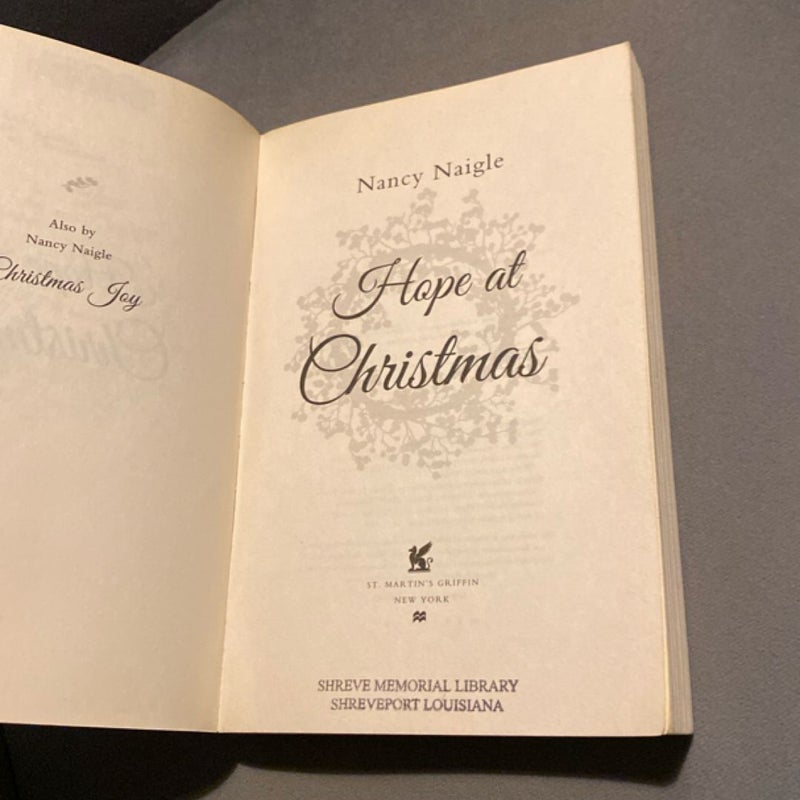 Also by
Nancy Naigle
Christmas Joy
Nancy Naigle
Hope at
Christmas
ST. MARTIN'S GRIFFIN
NEW YORK
SHREVE MEMORIAL LIBRARY
SHREVEPORT LOUISIANA